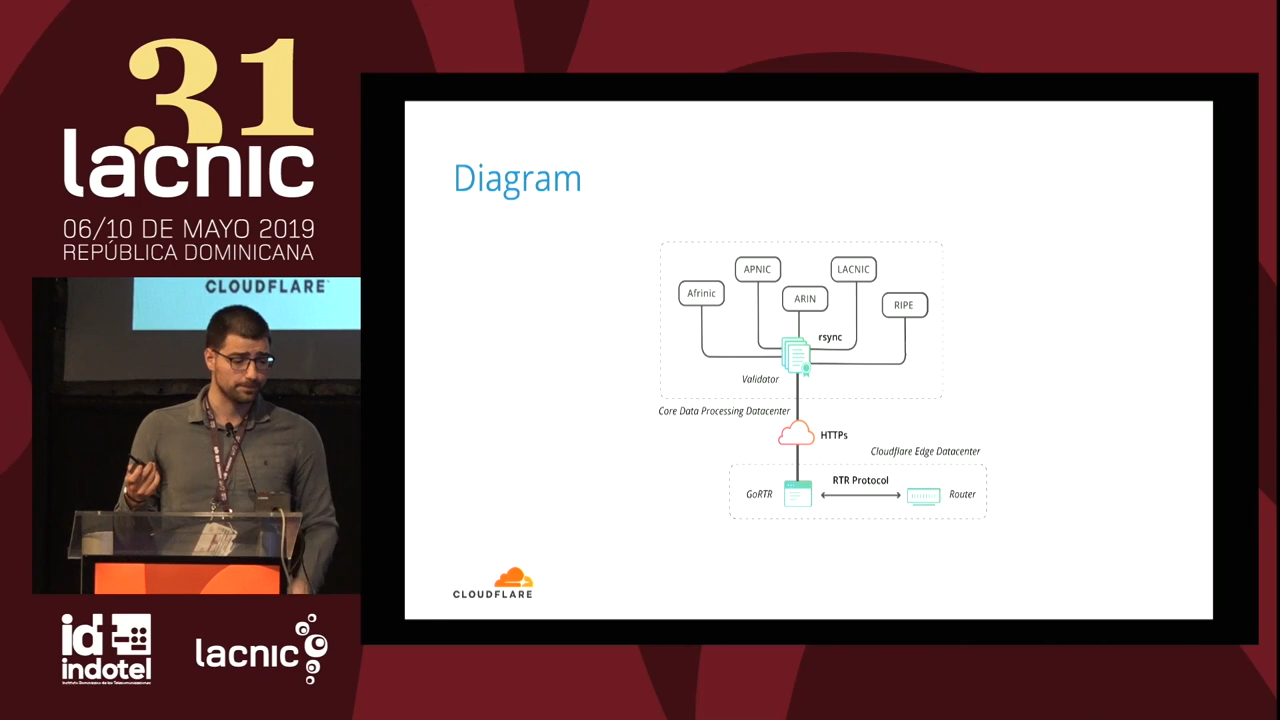 31
lacnic
06/10 DE MAYO 2019
REPÚBLICA DOMINICANA
CLOUDFLARE
id
indotel
lacnic
Diagram
APNIC
LACNIC
Afrinic
ARIN
RIPE
rsync
Validator
Core Data Processing Datacenter
HTTPs
Cloudflare Edge Datacenter
RTR Protocol
GoRTR
Router
CLOUDFLARE